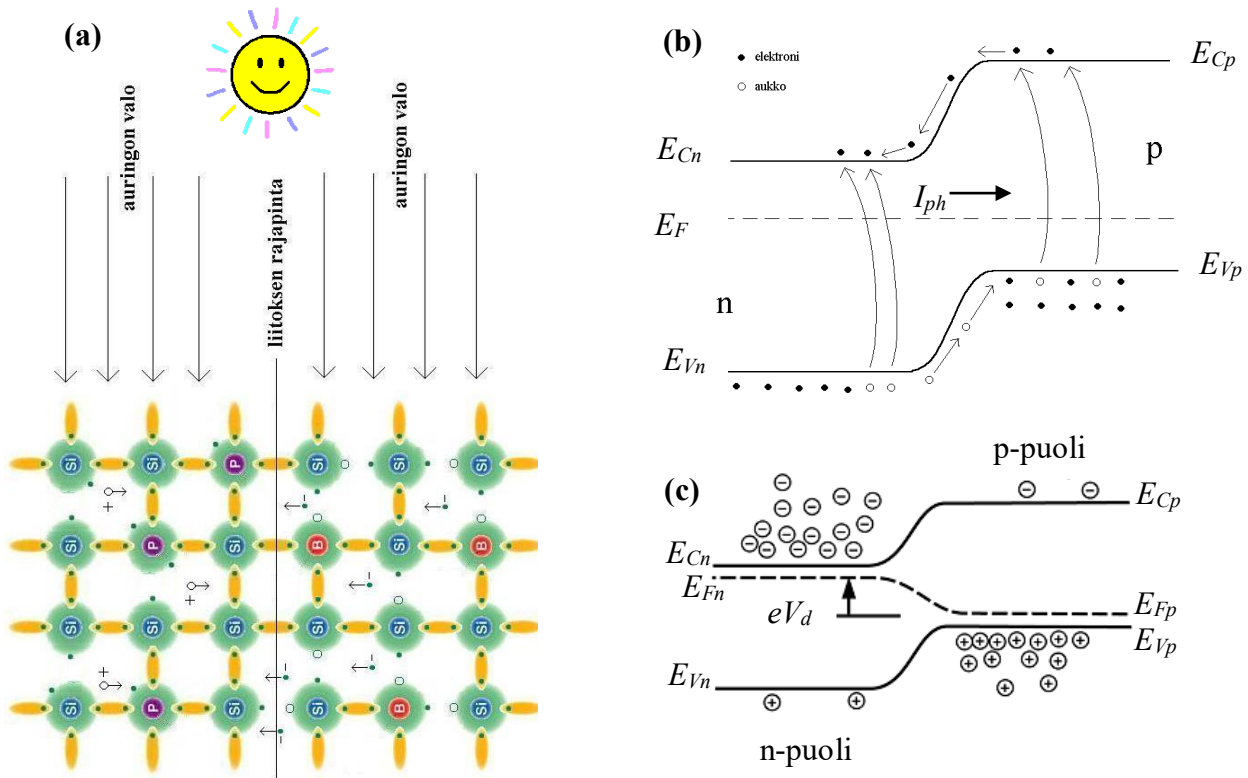 (a)
auringon valo
auringon valo
liitoksen rajapinta
Si Si P Si Si Si
+ - -
Si P Si B Si B
+ -
Si Si Si Si Si Si
+ - -
Si P Si Si B Si
-
(b)
elektroni
aukko
E_Cp
E_Cn
p
I_ph
E_F
E_Vp
n
E_Vn
(c)
p-puoli
E_Cp
E_Cn
E_Fn
eV_d
E_Fp
E_Vp
E_Vn
n-puoli